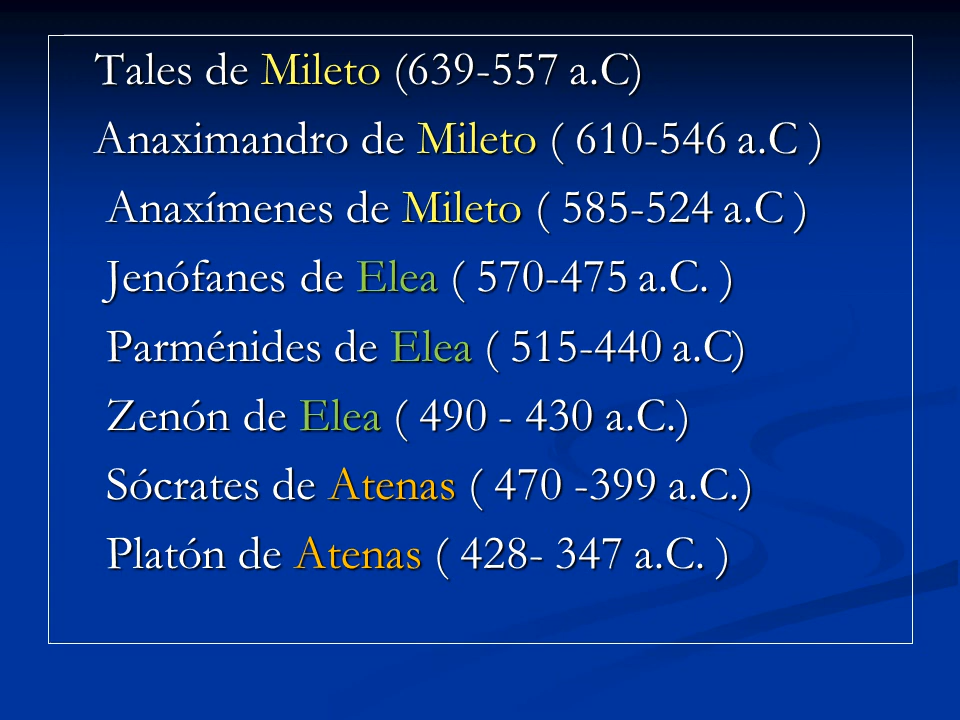 Tales de Mileto (639-557 a.C)
Anaximandro de Mileto ( 610-546 a.C )
Anaxímenes de Mileto ( 585-524 a.C )
Jenófanes de Elea ( 570-475 a.C. )
Parménides de Elea ( 515-440 a.C)
Zenón de Elea ( 490 - 430 a.C.)
Sócrates de Atenas ( 470 -399 a.C.)
Platón de Atenas ( 428- 347 a.C. )